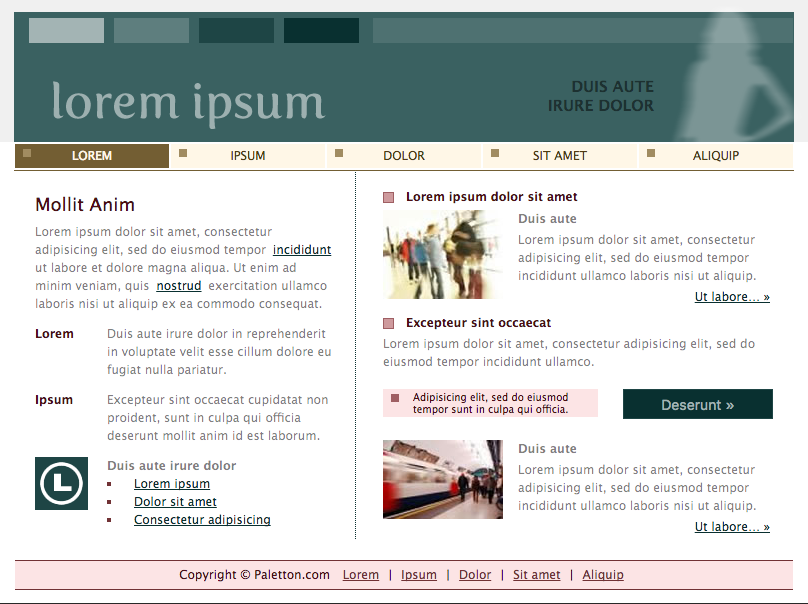 lorem ipsum
DUIS AUTE
IRURE DOLOR
LOREM IPSUM DOLOR SIT AMET ALIQUIP
Mollit Anim
Lorem ipsum dolor sit amet, consectetur
adipisicing elit, sed do eiusmod tempor incididunt
ut labore et dolore magna aliqua. Ut enim ad
minim veniam, quis nostrud exercitation ullamco
laboris nisi ut aliquip ex ea commodo consequat.
Lorem Duis aute irure dolor in reprehenderit
in voluptate velit esse cillum dolore eu
fugiat nulla pariatur.
Ipsum Excepteur sint occaecat cupidatat non
proident, sunt in culpa qui officia
deserunt mollit anim id est laborum.
L
Duis aute irure dolor
Lorem ipsum
Dolor sit amet
Consectetur adipisicing
Lorem ipsum dolor sit amet
Duis aute
Lorem ipsum dolor sit amet, consectetur
adipisicing elit, sed do eiusmod tempor
incididunt ullamco laboris nisi ut aliquip.
Ut labore... »
Excepteur sint occaecat
Lorem ipsum dolor sit amet, consectetur adipisicing elit, sed do
eiusmod tempor incididunt ullamco.
Adipisicing elit, sed do eiusmod
tempor sunt in culpa qui officia.
Deserunt »
Duis aute
Lorem ipsum dolor sit amet, consectetur
adipisicing elit, sed do eiusmod tempor
incididunt ullamco laboris nisi ut aliquip.
Ut labore... »
Copyright © Paletton.com Lorem | Ipsum | Dolor | Sit amet | Aliquip